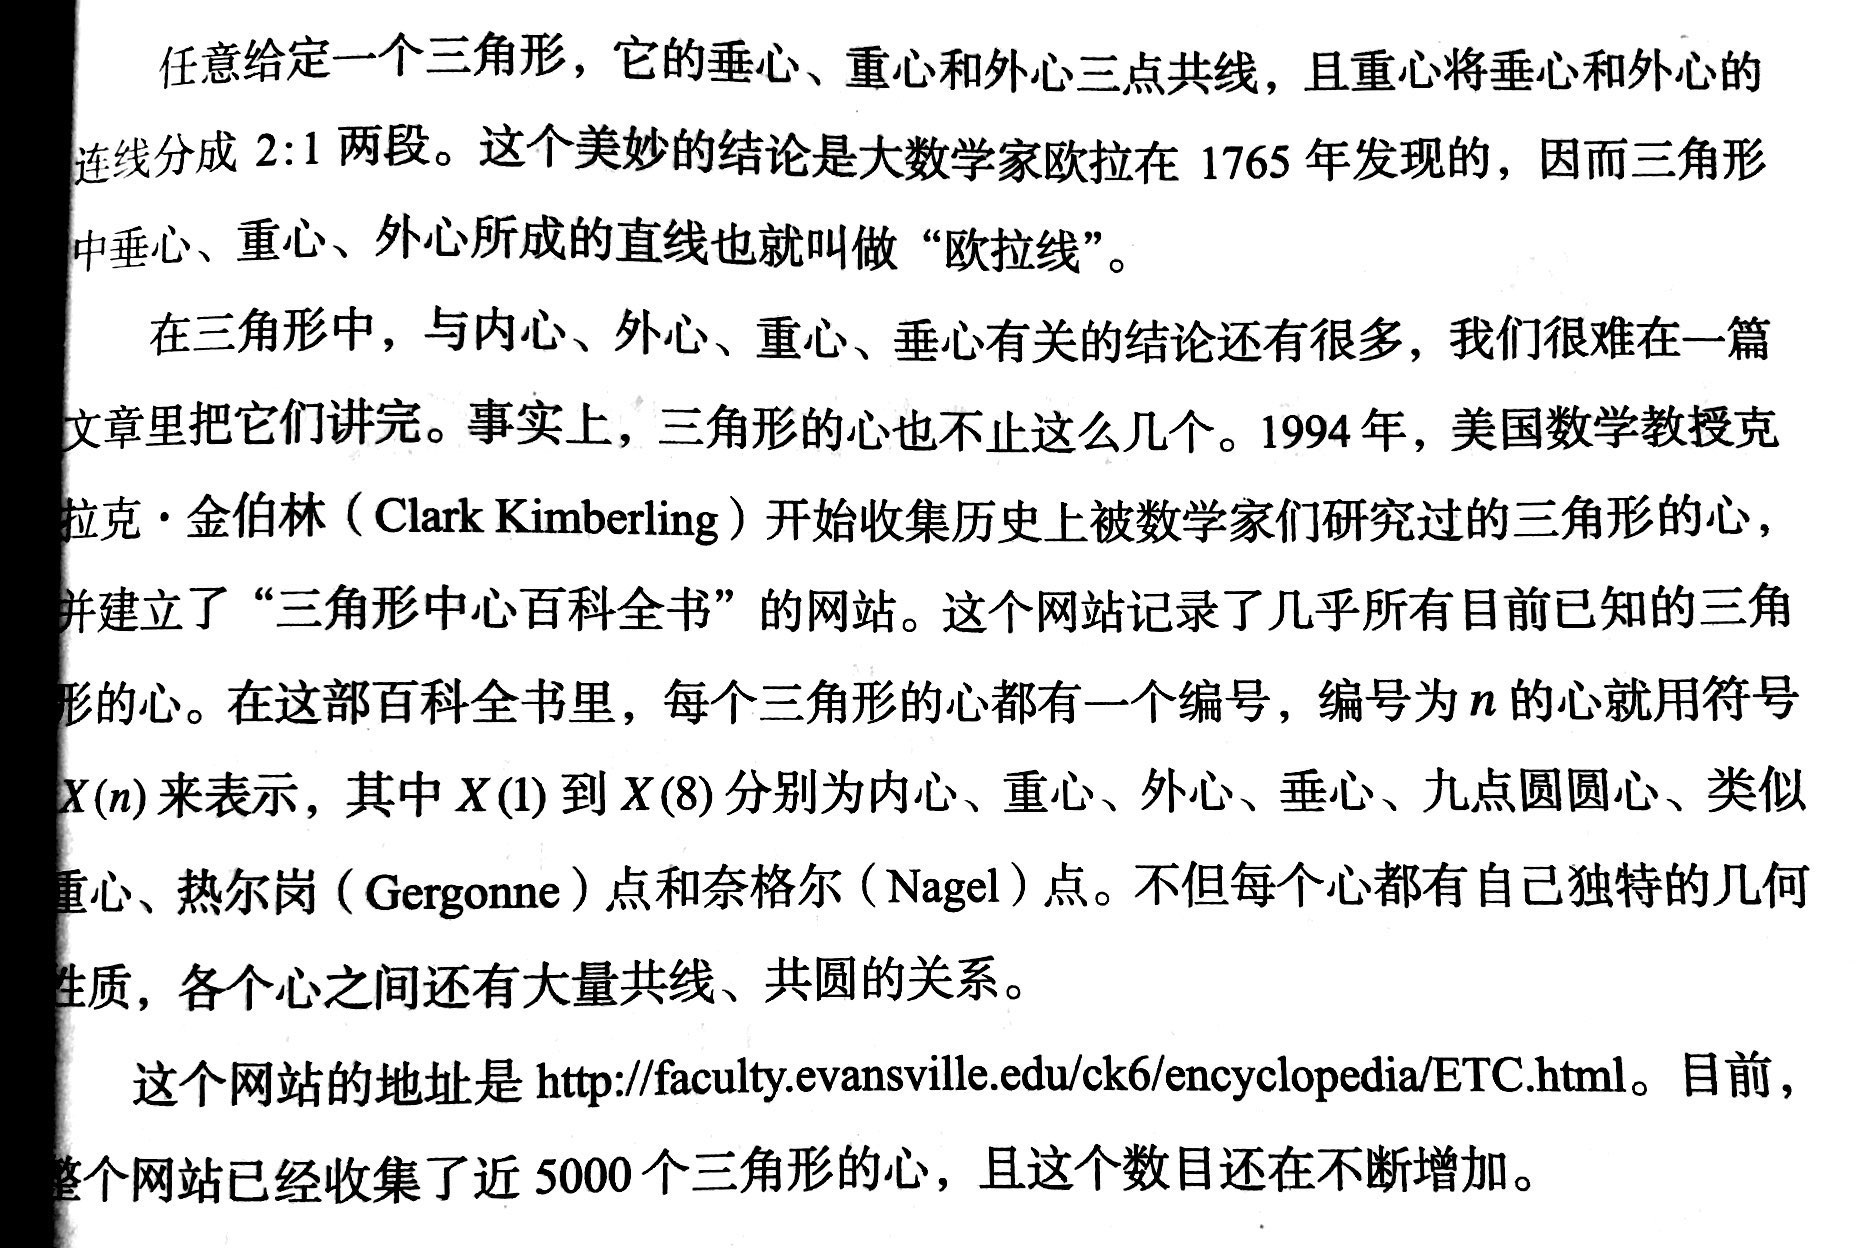 任意给定一个三角形，它的垂心、重心和外心三点共线，且重心将垂心和外心的
连线分成 2:1 两段。这个美妙的结论是大数学家欧拉在 1765 年发现的，因而三角形
中垂心、重心、外心所成的直线也就叫做“欧拉线”。
在三角形中，与内心、外心、重心、垂心有关的结论还有很多，我们很难在一篇
文章里把它们讲完。事实上，三角形的心也不止这么几个。1994 年，美国数学教授克
拉克·金伯林（Clark Kimberling）开始收集历史上被数学家们研究过的三角形的心，
并建立了“三角形中心百科全书”的网站。这个网站记录了几乎所有目前已知的三角
形的心。在这部百科全书里，每个三角形的心都有一个编号，编号为 n 的心就用符号
X(n) 来表示，其中 X(1) 到 X(8) 分别为内心、重心、外心、垂心、九点圆圆心、类似
重心、热尔岗（Gergonne）点和奈格尔（Nagel）点。不但每个心都有自己独特的几何
性质，各个心之间还有大量共线、共圆的关系。
这个网站的地址是 http://faculty.evansville.edu/ck6/encyclopedia/ETC.html。目前，
整个网站已经收集了近 5000 个三角形的心，且这个数目还在不断增加。